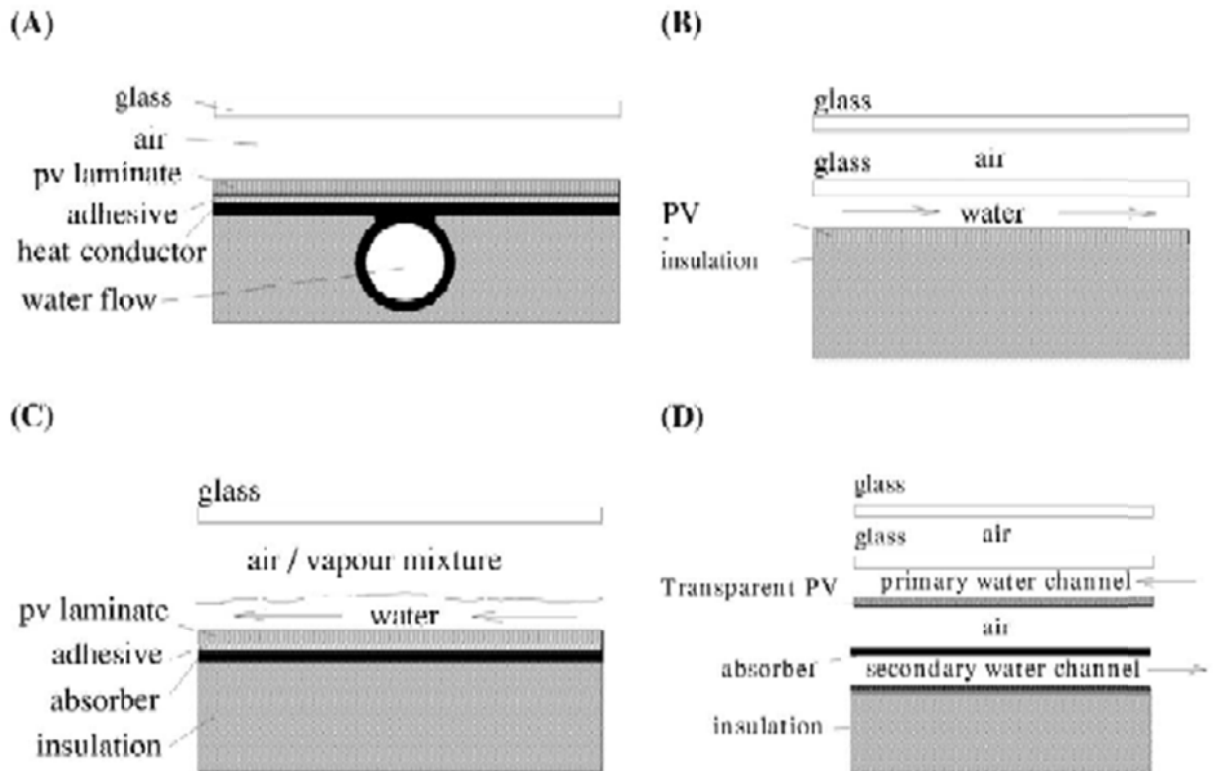 (A)
glass
air
pv laminate
adhesive
heat conductor
water flow
(B)
glass
glass air
water
PV
insulation
(C)
glass
air / vapour mixture
water
pv laminate
adhesive
absorber
insulation
(D)
glass
glass air
primary water channel
Transparent PV
air
absorber
secondary water channel
insulation